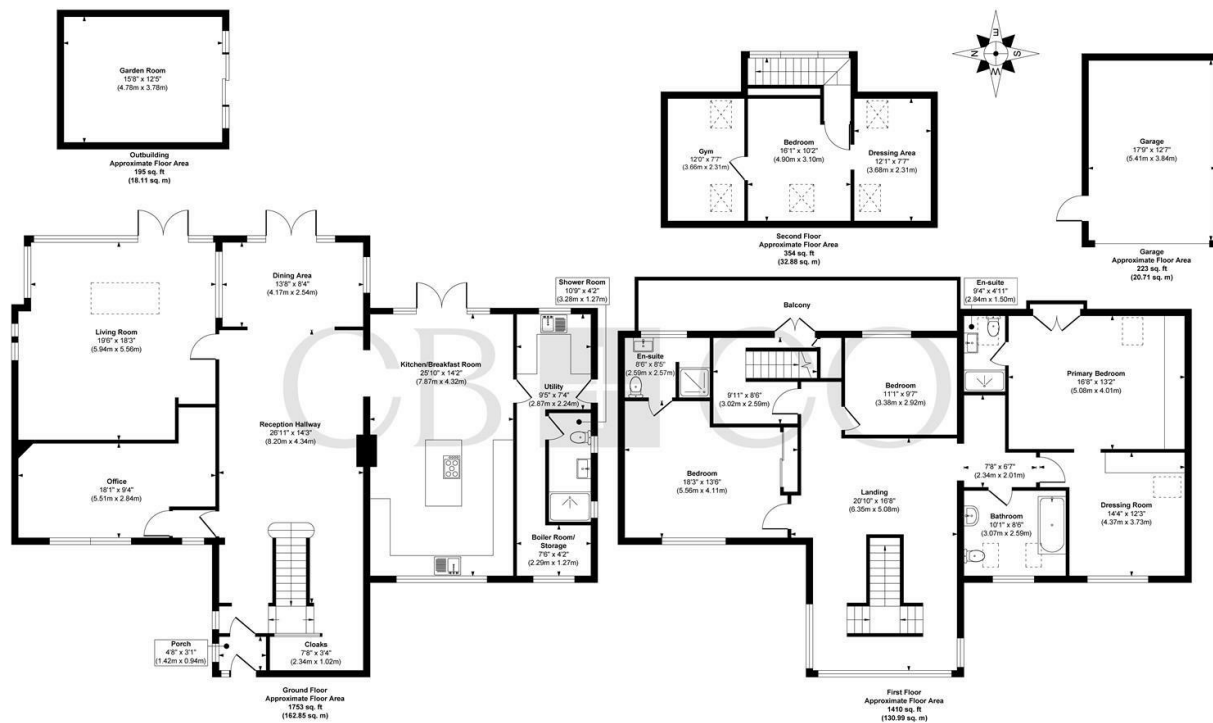 Garden Room
15'8" x 12'5"
(4.78m x 3.78m)
Outbuilding
Approximate Floor Area
195 sq. ft
(18.11 sq. m)
Gym
12'0" x 7'7"
(3.66m x 2.31m)
Bedroom
16'1" x 10'2"
(4.90m x 3.10m)
Dressing Area
12'1" x 7'7"
(3.68m x 2.31m)
Second Floor
Approximate Floor Area
354 sq. ft
(32.88 sq. m)
E
N
S
W
Garage
17'9" x 12'7"
(5.41m x 3.84m)
Garage
Approximate Floor Area
223 sq. ft
(20.71 sq. m)
Dining Area
13'8" x 8'4"
(4.17m x 2.54m)
Living Room
19'6" x 18'3"
(5.94m x 5.56m)
Shower Room
10'9" x 4'2"
(3.28m x 1.27m)
Kitchen/Breakfast Room
25'10" x 14'2"
(7.87m x 4.32m)
Utility
9'5" x 7'4"
(2.87m x 2.24m)
Reception Hallway
26'11" x 14'3"
(8.20m x 4.34m)
Office
18'1" x 9'4"
(5.51m x 2.84m)
Boiler Room/
Storage
7'6" x 4'2"
(2.29m x 1.27m)
Porch
4'8" x 3'1"
(1.42m x 0.94m)
Cloaks
7'8" x 3'4"
(2.34m x 1.02m)
Ground Floor
Approximate Floor Area
1753 sq. ft
(162.85 sq. m)
Balcony
En-suite
9'4" x 4'11"
(2.84m x 1.50m)
En-suite
8'6" x 8'5"
(2.59m x 2.57m)
9'11" x 8'6"
(3.02m x 2.59m)
Bedroom
11'1" x 9'7"
(3.38m x 2.92m)
Primary Bedroom
16'8" x 13'2"
(5.08m x 4.01m)
Bedroom
18'3" x 13'6"
(5.56m x 4.11m)
7'8" x 6'7"
(2.34m x 2.01m)
Landing
20'10" x 16'8"
(6.35m x 5.08m)
Bathroom
10'1" x 8'6"
(3.07m x 2.59m)
Dressing Room
14'4" x 12'3"
(4.37m x 3.73m)
First Floor
Approximate Floor Area
1410 sq. ft
(130.99 sq. m)